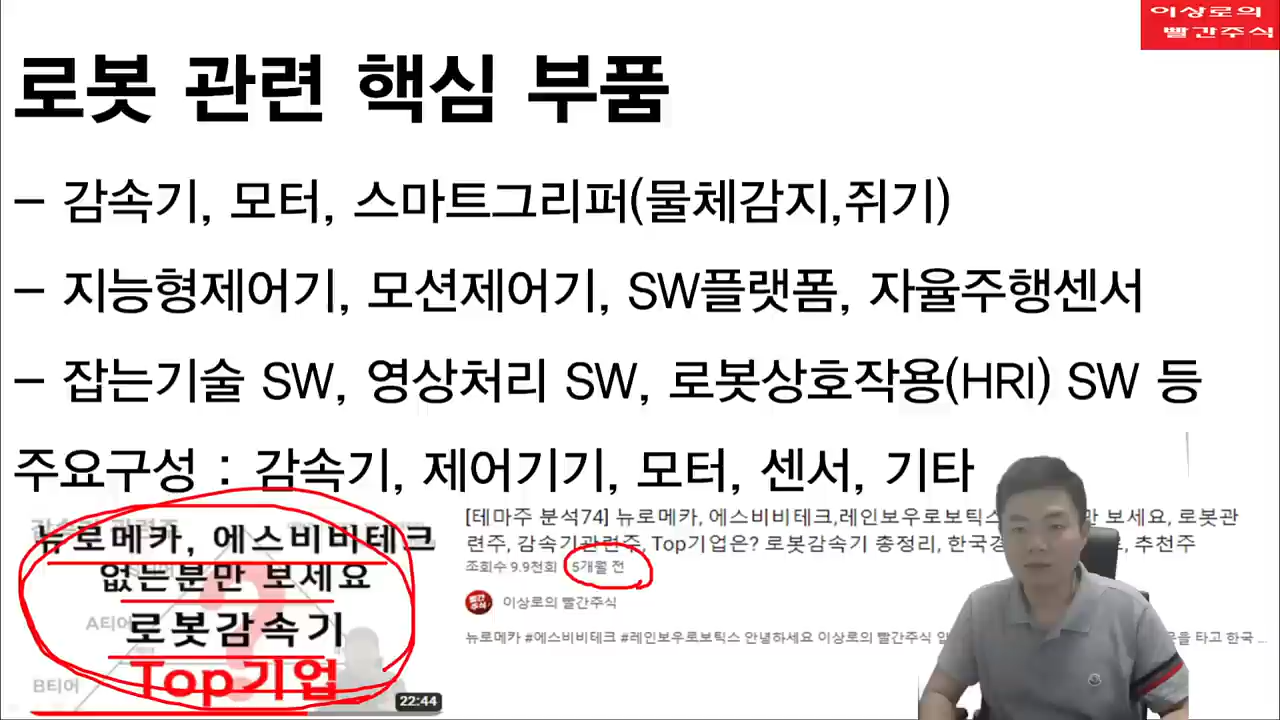 이상로의
빨간주식
로봇 관련 핵심 부품
- 감속기, 모터, 스마트그리퍼(물체감지,쥐기)
- 지능형제어기, 모션제어기, SW플랫폼, 자율주행센서
- 잡는기술 SW, 영상처리 SW, 로봇상호작용(HRI) SW 등
주요구성 : 감속기, 제어기기, 모터, 센서, 기타
뉴로메카, 에스비비테크
없는분만 보세요
A티어
로봇감속기
B티어
Top기업
22:44
[테마주 분석74] 뉴로메카, 에스비비테크,레인보우로보틱스 보세요, 로봇관
련주, 감속기관련주, Top기업은? 로봇감속기 총정리, 추천주
조회수 9.9천회 5개월 전
빨간
주식
이상로의 빨간주식
뉴로메카 #에스비비테크 #레인보우로보틱스 안녕하세요 이상로의 빨간주식 타고 한국 ...